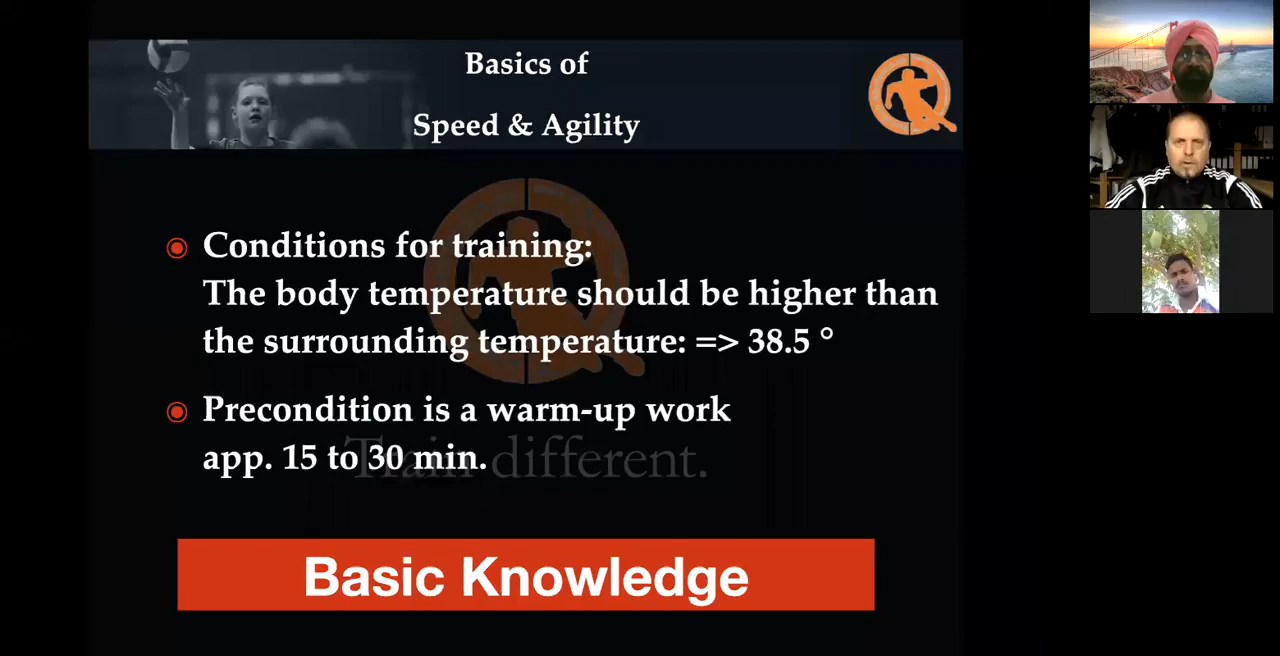 Basics of
Speed & Agility
Conditions for training:
The body temperature should be higher than
the surrounding temperature: => 38.5 °
Precondition is a warm-up work
app. 15 to 30 min.
Train different.
Basic Knowledge